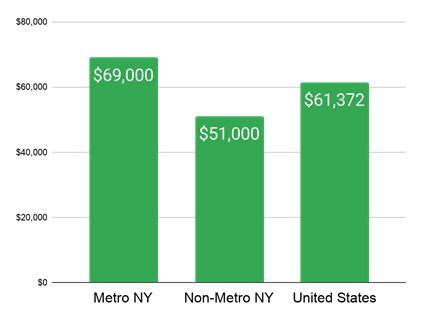 $80,000
$60,000
$40,000
$20,000
$0
$69,000
$51,000
$61,372
Metro NY
Non-Metro NY
United States